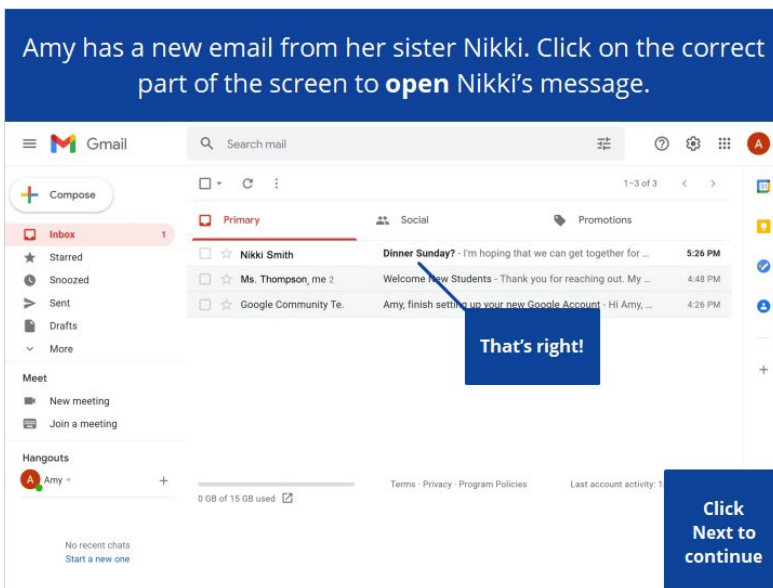 Amy has a new email from her sister Nikki. Click on the correct
part of the screen to open Nikki's message.
Gmail
Search mail
A
Compose
1–3 of 3
Primary
Social
Promotions
Inbox 1
Starred
Snoozed
Sent
Drafts
More
Nikki Smith Dinner Sunday? - I'm hoping that we can get together for ... 5:26 PM
Ms. Thompson, me 2 Welcome New Students - Thank you for reaching out. My ... 4:48 PM
Google Community Te. Amy, finish setting up your new Google Account - Hi Amy, ... 4:26 PM
That's right!
Meet
New meeting
Join a meeting
Hangouts
A Amy
No recent chats
Start a new one
0 GB of 15 GB used
Terms · Privacy · Program Policies
Last account activity:
Click
Next to
continue